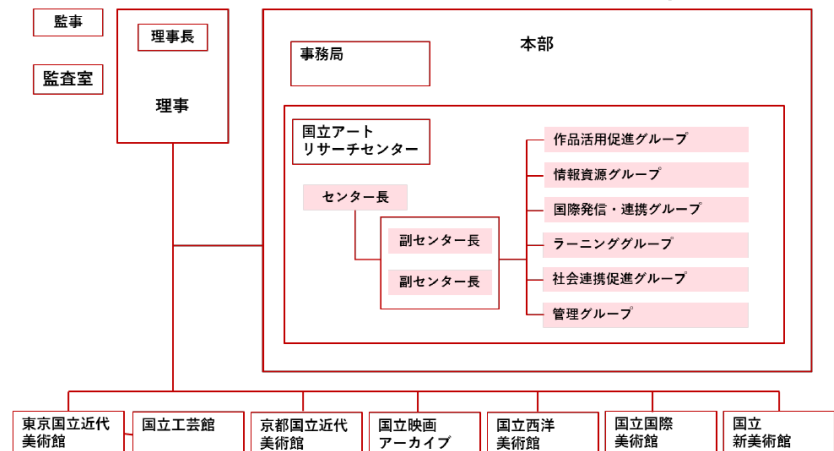 監事
監査室
理事長
理事
本部
事務局
国立アート
リサーチセンター
センター長
副センター長
副センター長
作品活用促進グループ
情報資源グループ
国際発信・連携グループ
ラーニンググループ
社会連携促進グループ
管理グループ
東京国立近代
美術館
国立工芸館
京都国立近代
美術館
国立映画
アーカイブ
国立西洋
美術館
国立国際
美術館
国立
新美術館